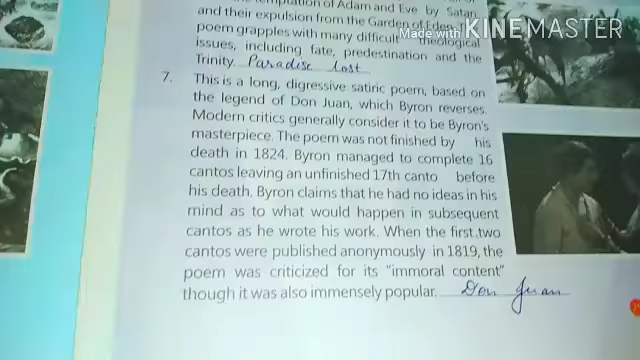 temptation of Adam and Eve by Satan
and their expulsion from the Garden of Eden. The
poem grapples with many difficult theological
Made with KINEMASTER
issues, including fate, predestination and the
Trinity. Paradise lost
7. This is a long, digressive satiric poem, based on
the legend of Don Juan, which Byron reverses.
Modern critics generally consider it to be Byron's
masterpiece. The poem was not finished by his
death in 1824. Byron managed to complete 16
cantos leaving an unfinished 17th canto before
his death. Byron claims that he had no ideas in his
mind as to what would happen in subsequent
cantos as he wrote his work. When the first two
cantos were published anonymously in 1819, the
poem was criticized for its "immoral content"
though it was also immensely popular. Don Juan